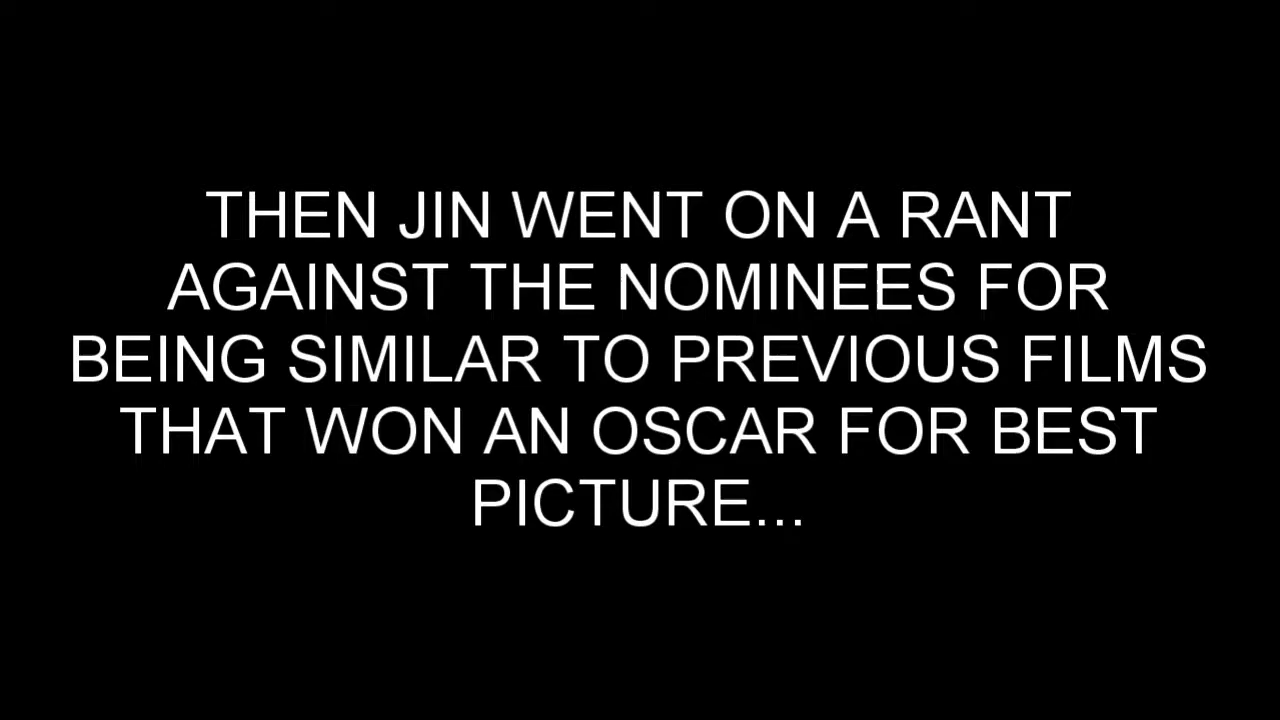 THEN JIN WENT ON A RANT
AGAINST THE NOMINEES FOR
BEING SIMILAR TO PREVIOUS FILMS
THAT WON AN OSCAR FOR BEST
PICTURE...